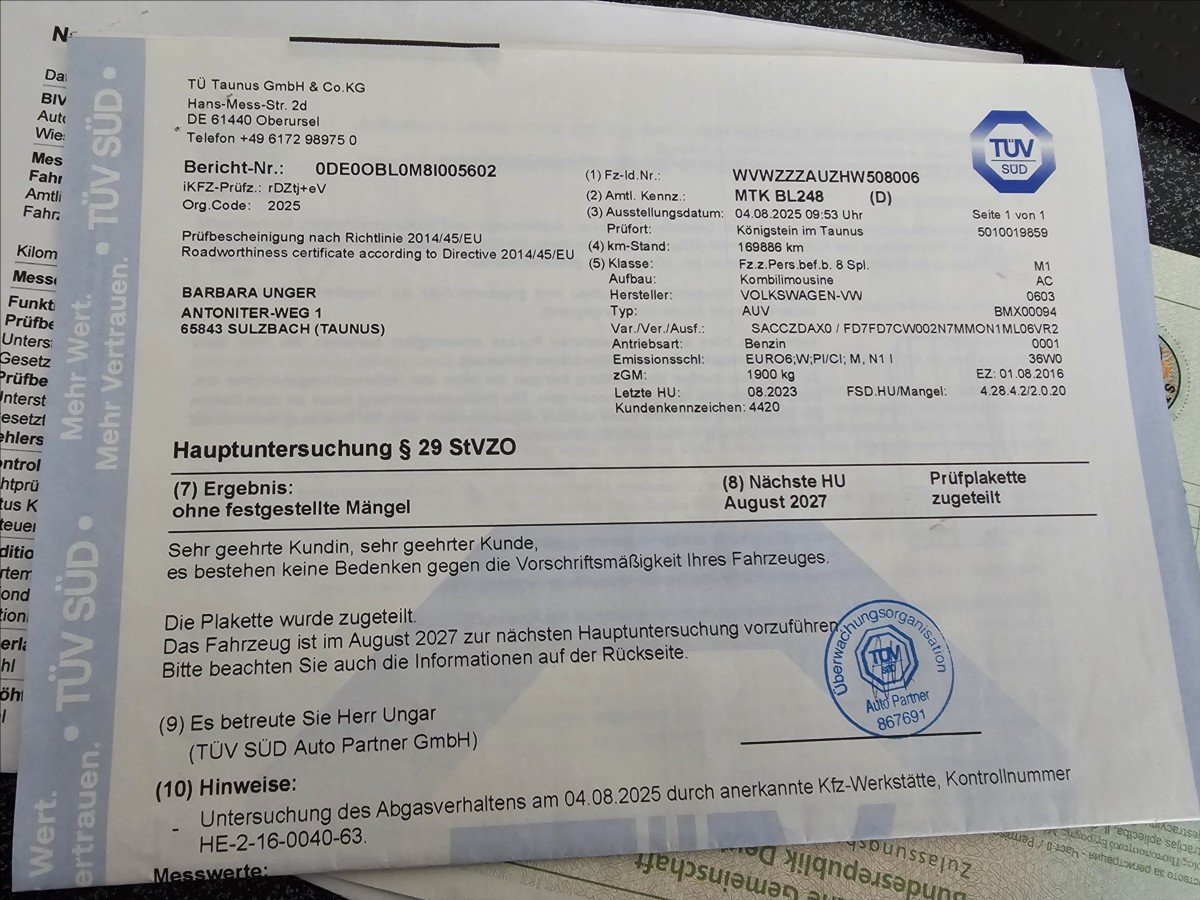 TÜV SÜD
Mehr Wert.
Mehr Vertrauen.
TÜ Taunus GmbH & Co.KG
Hans-Mess-Str. 2d
DE 61440 Oberursel
Telefon +49 6172 98975 0
Bericht-Nr.: 0DE0OBL0M8I005602
iKFZ-Prüfz.: rDZtj+eV
Org.Code: 2025
Prüfbescheinigung nach Richtlinie 2014/45/EU
Roadworthiness certificate according to Directive 2014/45/EU
BARBARA UNGER
ANTONITER-WEG 1
65843 SULZBACH (TAUNUS)
TÜV
SÜD
(1) Fz-Id.Nr.: WVWZZZAUZHW508006
(2) Amtl. Kennz.: MTK BL248 (D)
(3) Ausstellungsdatum: 04.08.2025 09:53 Uhr Seite 1 von 1
Prüfort: Königstein im Taunus 5010019859
(4) km-Stand: 169886 km
(5) Klasse: Fz.z.Pers.bef.b. 8 Spl. M1
Aufbau: Kombilimousine AC
Hersteller: VOLKSWAGEN-VW 0603
Typ: AUV BMX00094
Var./Ver./Ausf.: SACCZDAX0 / FD7FD7CW002N7MMON1ML06VR2
Antriebsart: Benzin 0001
Emissionsschl: EURO6;W;PI/CI; M, N1 I 36W0
zGM: 1900 kg EZ: 01.08.2016
Letzte HU: 08.2023 FSD.HU/Mangel: 4.28.4.2/2.0.20
Kundenkennzeichen: 4420
Hauptuntersuchung § 29 StVZO
(7) Ergebnis: (8) Nächste HU Prüfplakette
ohne festgestellte Mängel August 2027 zugeteilt
Sehr geehrte Kundin, sehr geehrter Kunde,
es bestehen keine Bedenken gegen die Vorschriftsmäßigkeit Ihres Fahrzeuges.
Die Plakette wurde zugeteilt.
Das Fahrzeug ist im August 2027 zur nächsten Hauptuntersuchung vorzuführen
Bitte beachten Sie auch die Informationen auf der Rückseite.
Überwachungsorganisation
TÜV
SÜD
Auto Partner
867691
(9) Es betreute Sie Herr Ungar
(TÜV SÜD Auto Partner GmbH)
(10) Hinweise:
- Untersuchung des Abgasverhaltens am 04.08.2025 durch anerkannte Kfz-Werkstätte, Kontrollnummer
HE-2-16-0040-63.
Messwerte:
TÜV SÜD
Wert.
Bundesrepublik
Gemeinschaft